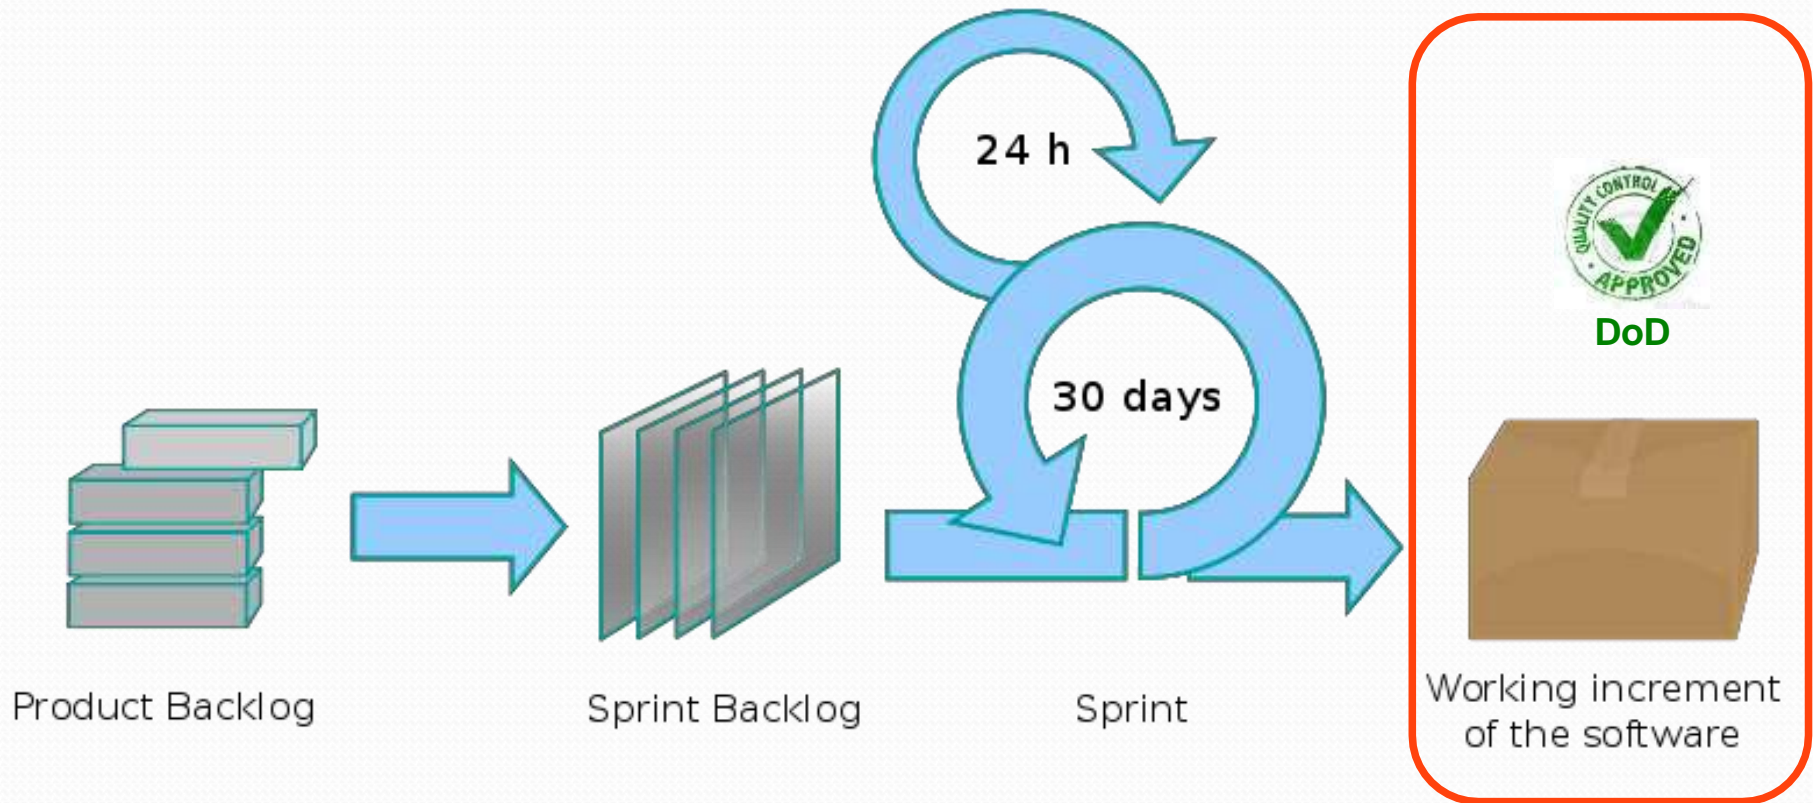 24 h
QUALITY CONTROL
APPROVED
DoD
30 days
Product Backlog
Sprint Backlog
Sprint
Working increment
of the software